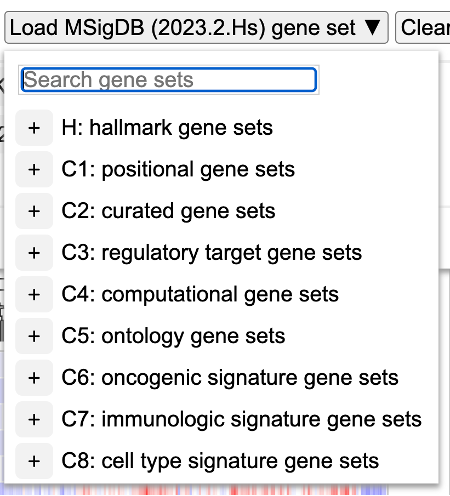 Load MSigDB (2023.2.Hs) gene set ▼ Clear
Search gene sets
+ H: hallmark gene sets
+ C1: positional gene sets
+ C2: curated gene sets
+ C3: regulatory target gene sets
+ C4: computational gene sets
+ C5: ontology gene sets
+ C6: oncogenic signature gene sets
+ C7: immunologic signature gene sets
+ C8: cell type signature gene sets